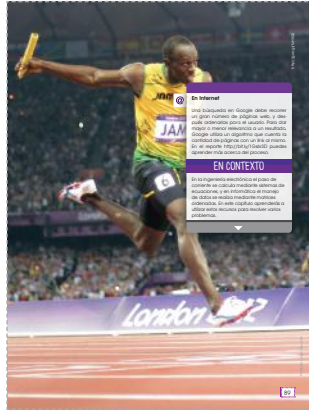 En internet
@
Una búsqueda en Google debe recorrer
un gran número de páginas web, y des-
pués ordenarlas para el usuario. Para dar
mayor o menor relevancia a un resultado,
Google utiliza un algoritmo que cuenta la
cantidad de páginas con un link al mismo.
En el reporte puedes
aprender más acerca del proceso.
EN CONTEXTO
En la ingeniería electrónica el paso de
corriente se calcula mediante sistemas de
ecuaciones, y en informática el manejo
de datos se realiza mediante matrices
ordenadas. En este capítulo aprenderás a
utilizar estos recursos para resolver varios
problemas.
JAM
6
London 2
89